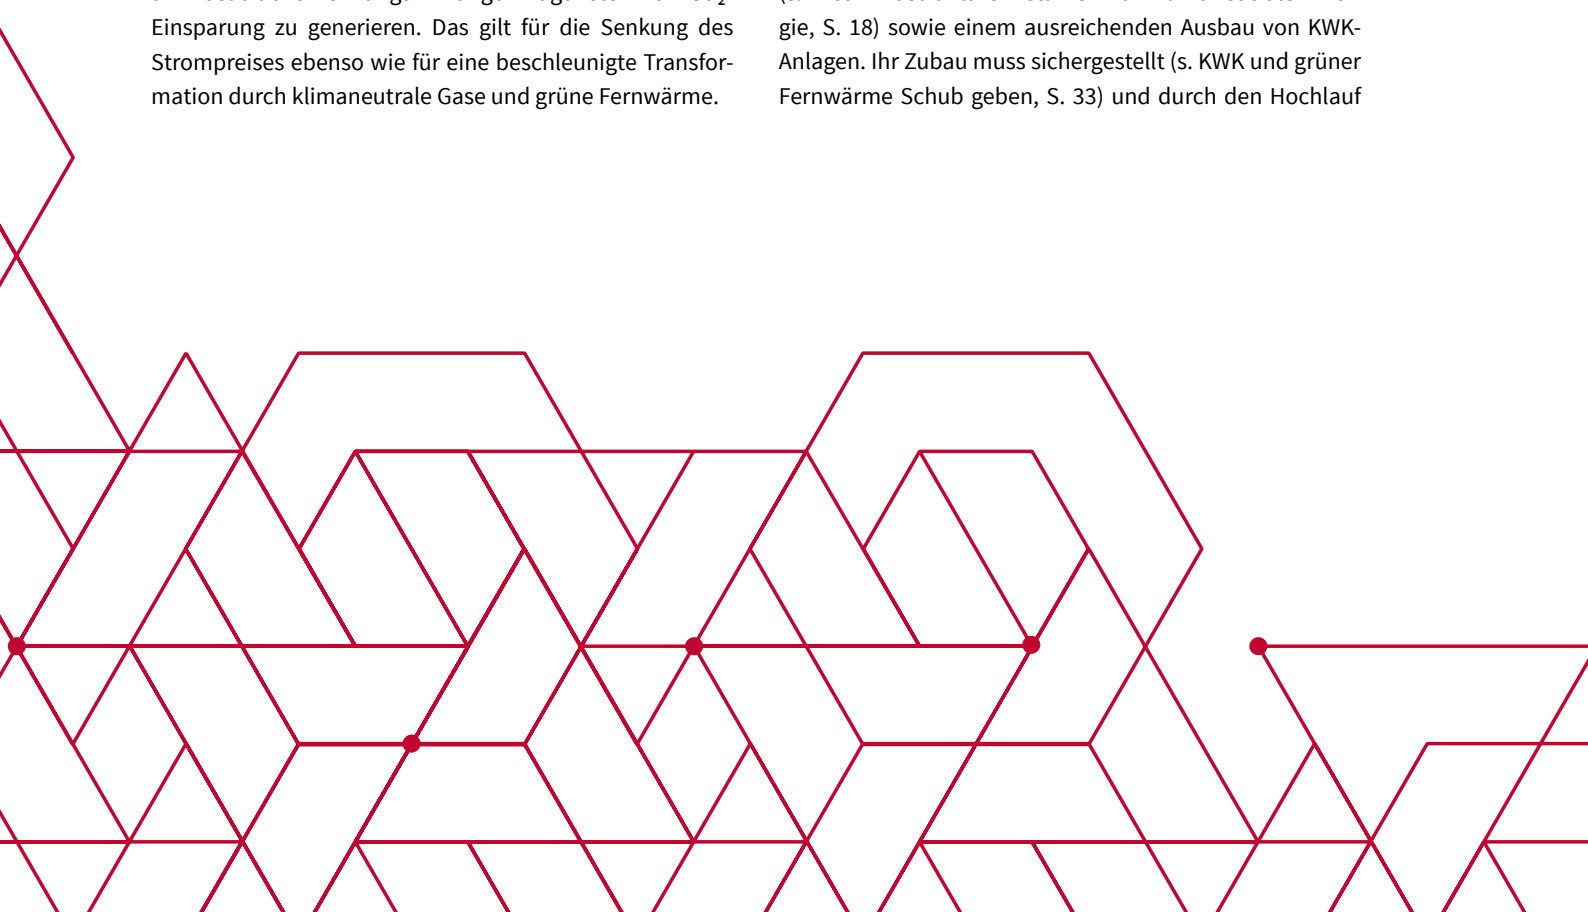 Einsparung zu generieren. Das gilt für die Senkung des
Strompreises ebenso wie für eine beschleunigte Transfor-
mation durch klimaneutrale Gase und grüne Fernwärme.
gie, S. 18) sowie einem ausreichenden Ausbau von KWK-
Anlagen. Ihr Zubau muss sichergestellt (s. KWK und grüner
Fernwärme Schub geben, S. 33) und durch den Hochlauf